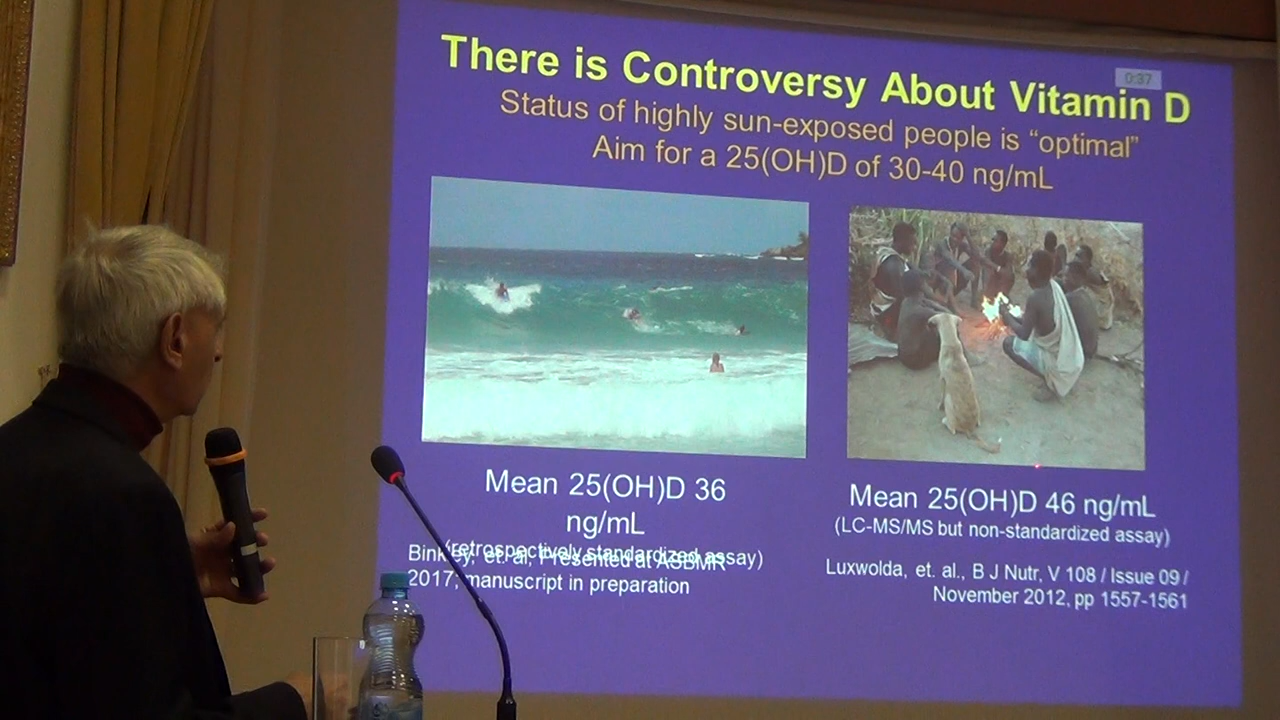 There is Controversy About Vitamin D
0:37
Status of highly sun-exposed people is “optimal”
Aim for a 25(OH)D of 30-40 ng/mL
Mean 25(OH)D 36
ng/mL
(retrospectively standardized assay)
Binkley, et. al, Presented at ASBMR
2017; manuscript in preparation
Mean 25(OH)D 46 ng/mL
(LC-MS/MS but non-standardized assay)
Luxwolda, et. al., B J Nutr, V 108 / Issue 09 /
November 2012, pp 1557-1561